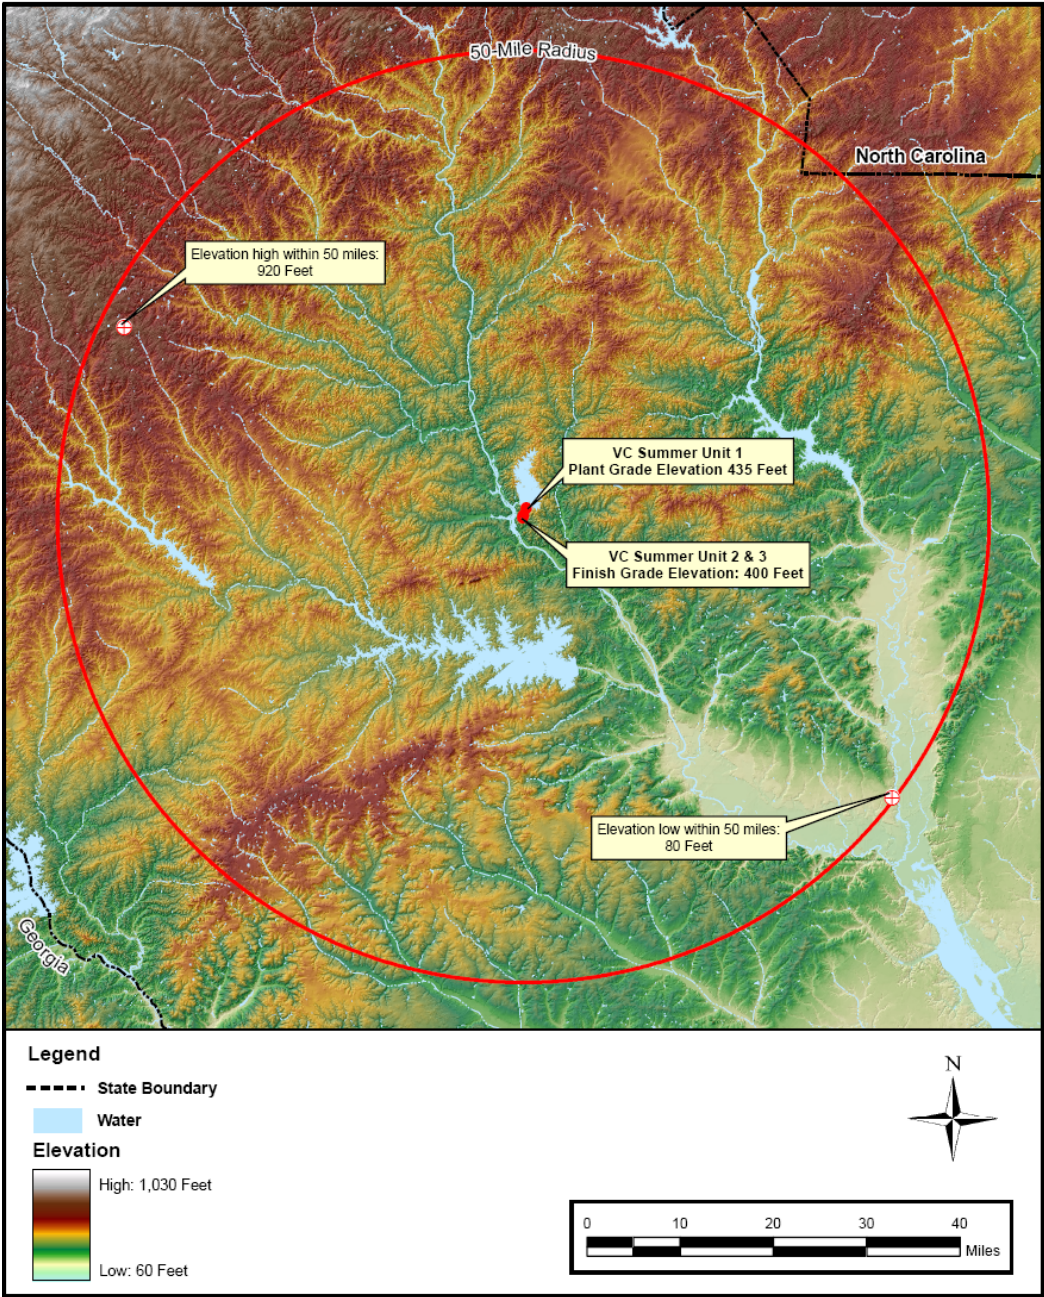 50-Mile Radius
North Carolina
Elevation high within 50 miles:
920 Feet
VC Summer Unit 1
Plant Grade Elevation 435 Feet
VC Summer Unit 2 & 3
Finish Grade Elevation: 400 Feet
Elevation low within 50 miles:
80 Feet
Georgia
Legend
State Boundary
Water
Elevation
High: 1,030 Feet
Low: 60 Feet
N
0 10 20 30 40
Miles